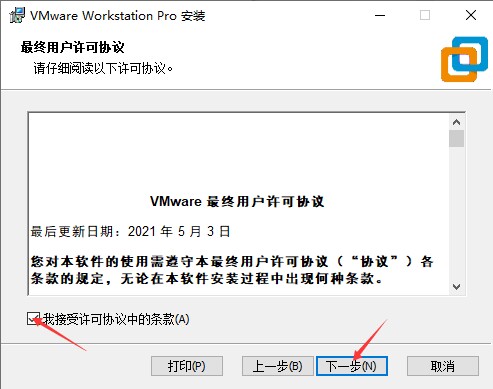 VMware Workstation Pro 安装
最终用户许可协议
请仔细阅读以下许可协议。
VMware 最终用户许可协议
最后更新日期：2021 年 5 月 3 日
您对本软件的使用需遵守本最终用户许可协议（“协议”）各
条款的规定，无论在本软件安装过程中出现何种条款。
我接受许可协议中的条款(A)
打印(P)
上一步(B)
下一步(N)
取消